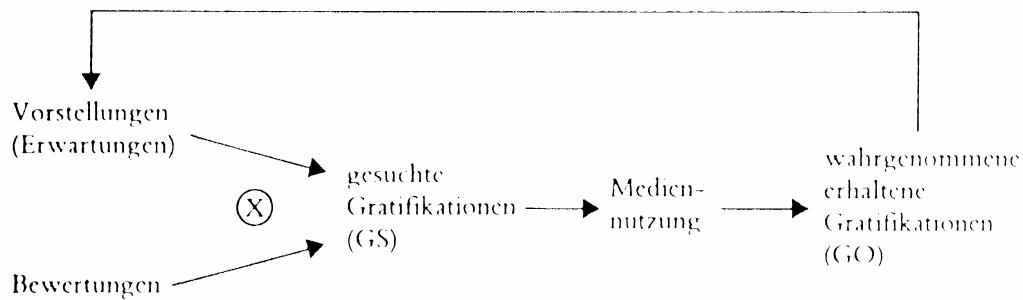 Vorstellungen
(Erwartungen)
X
Bewertungen
gesuchte
Gratifikationen
(GS)
Medien-
nutzung
wahrgenommene
erhaltene
Gratifikationen
(GO)